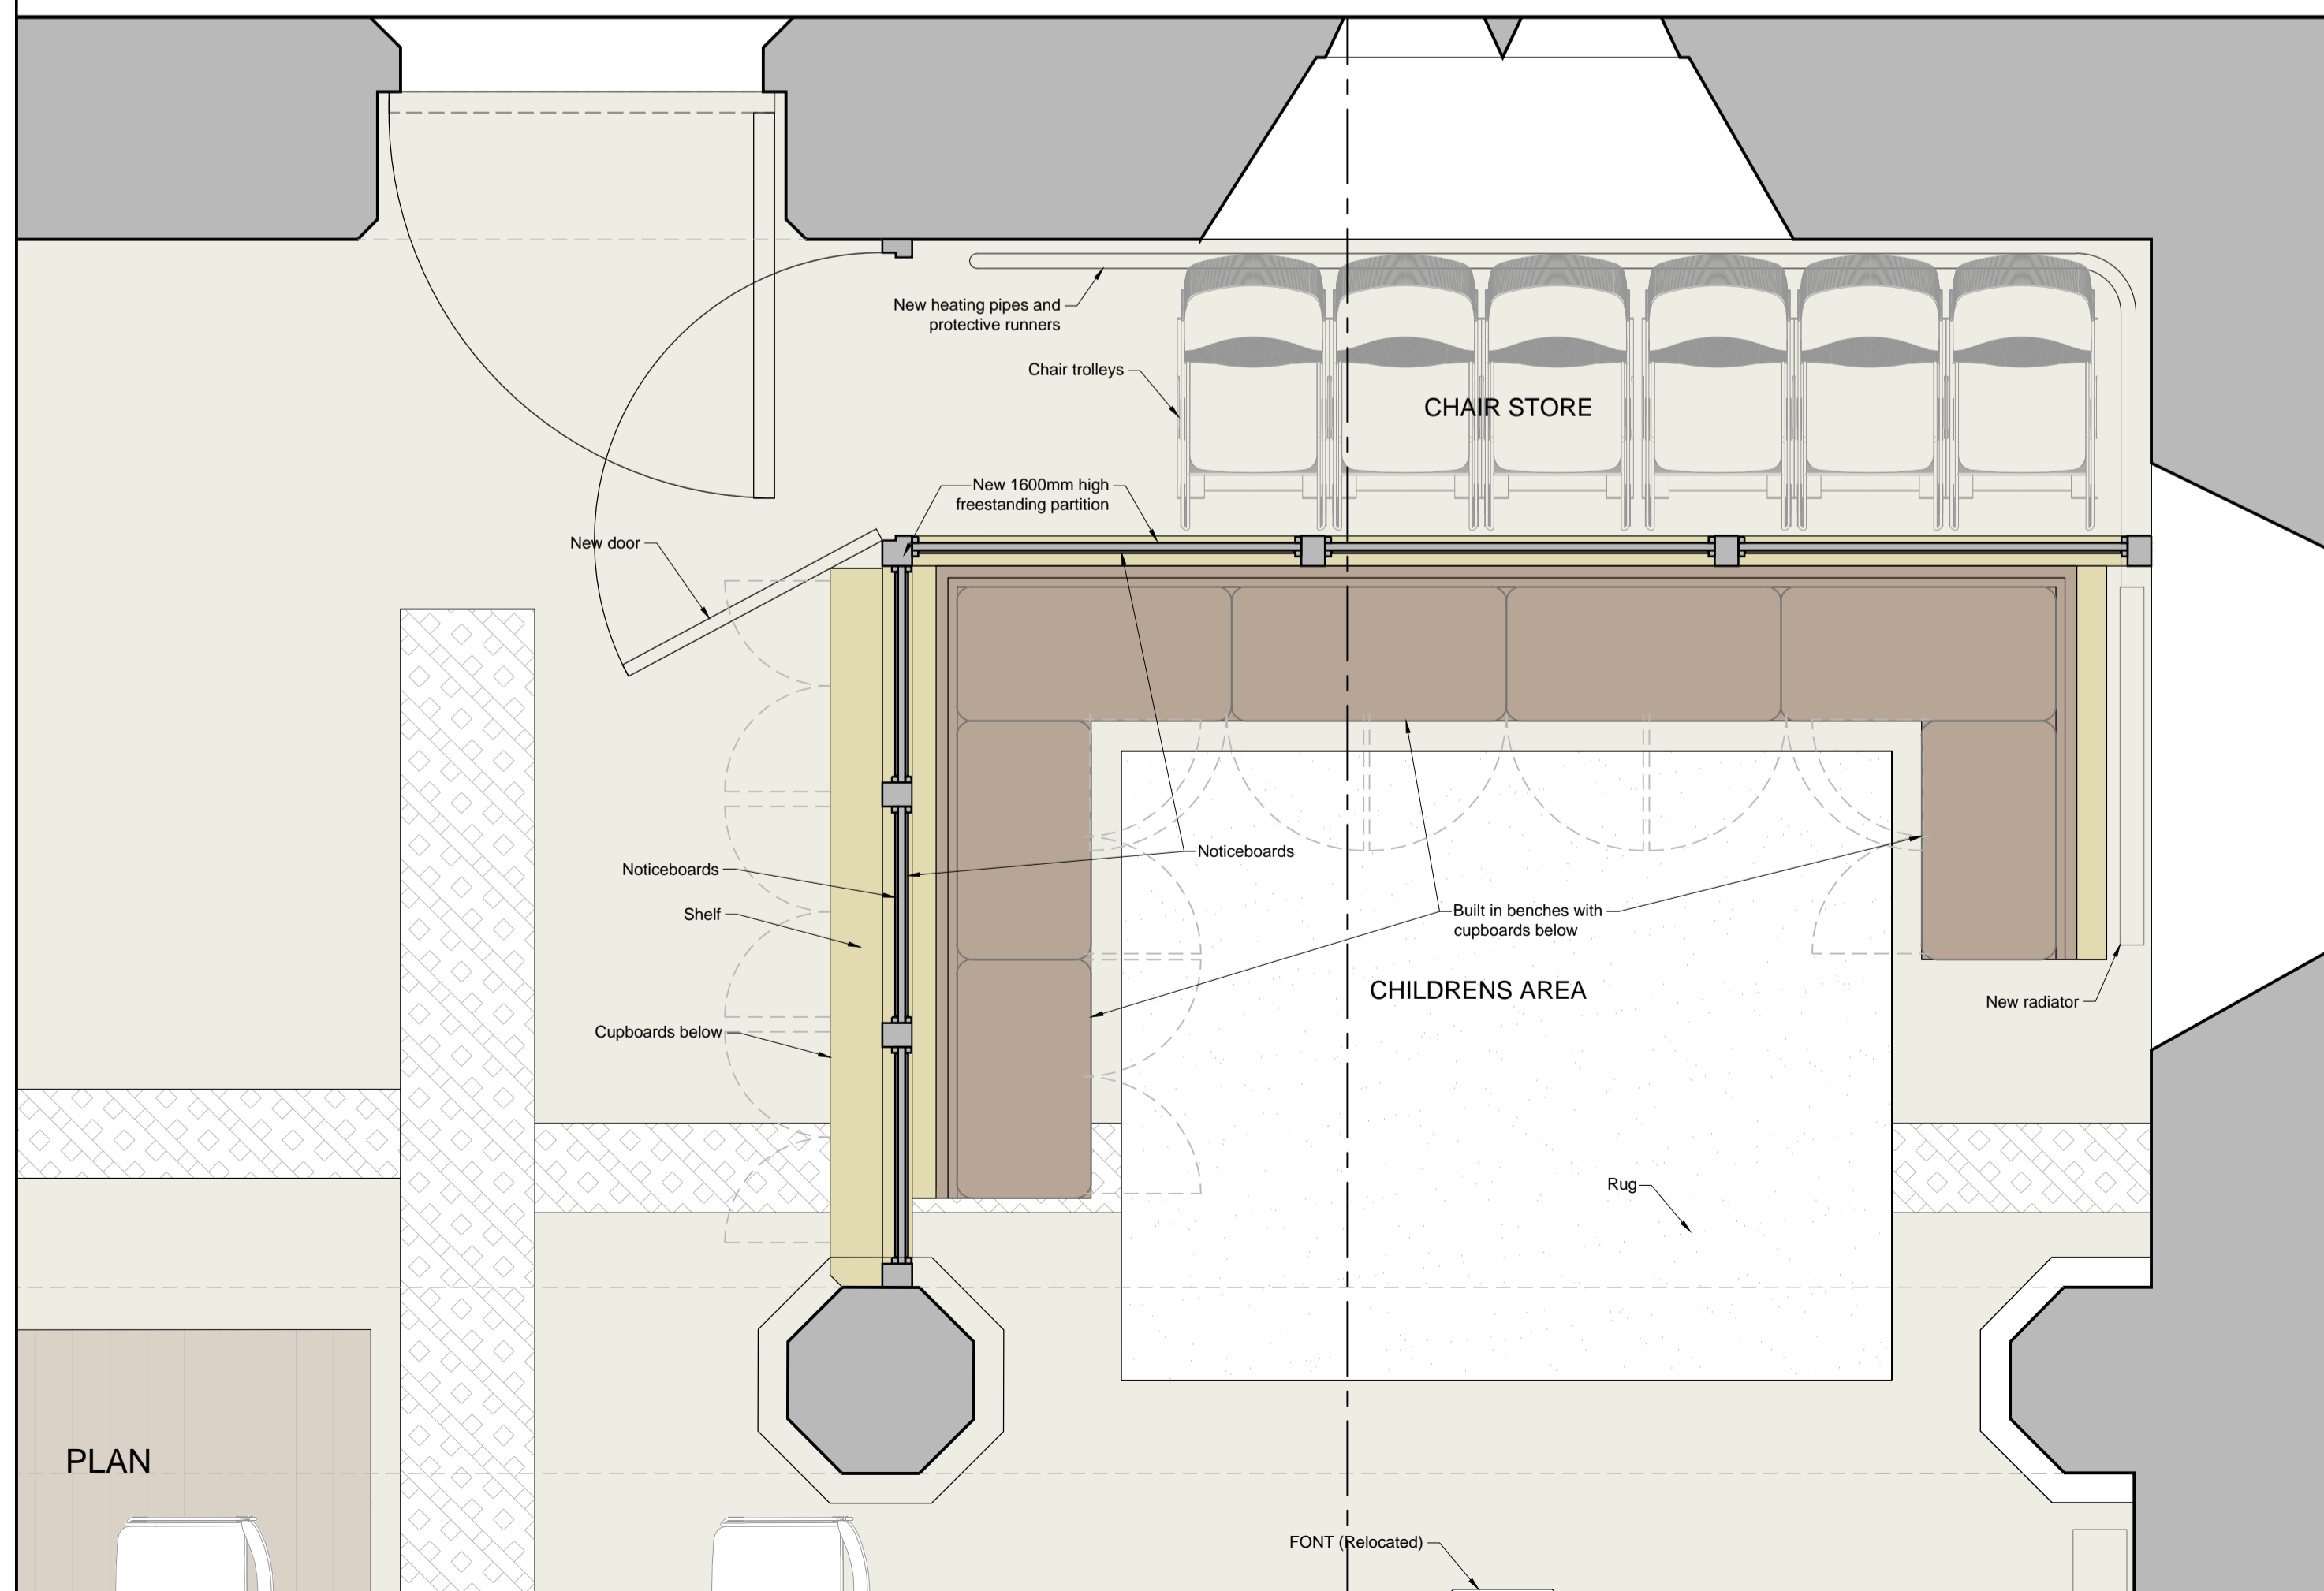 New heating pipes and
protective runners
Chair trolleys
CHAIR STORE
New 1600mm high
freestanding partition
New door
Noticeboards
Noticeboards
Shelf
Built in benches with
cupboards below
CHILDRENS AREA
New radiator
Cupboards below
Rug
PLAN
FONT (Relocated)